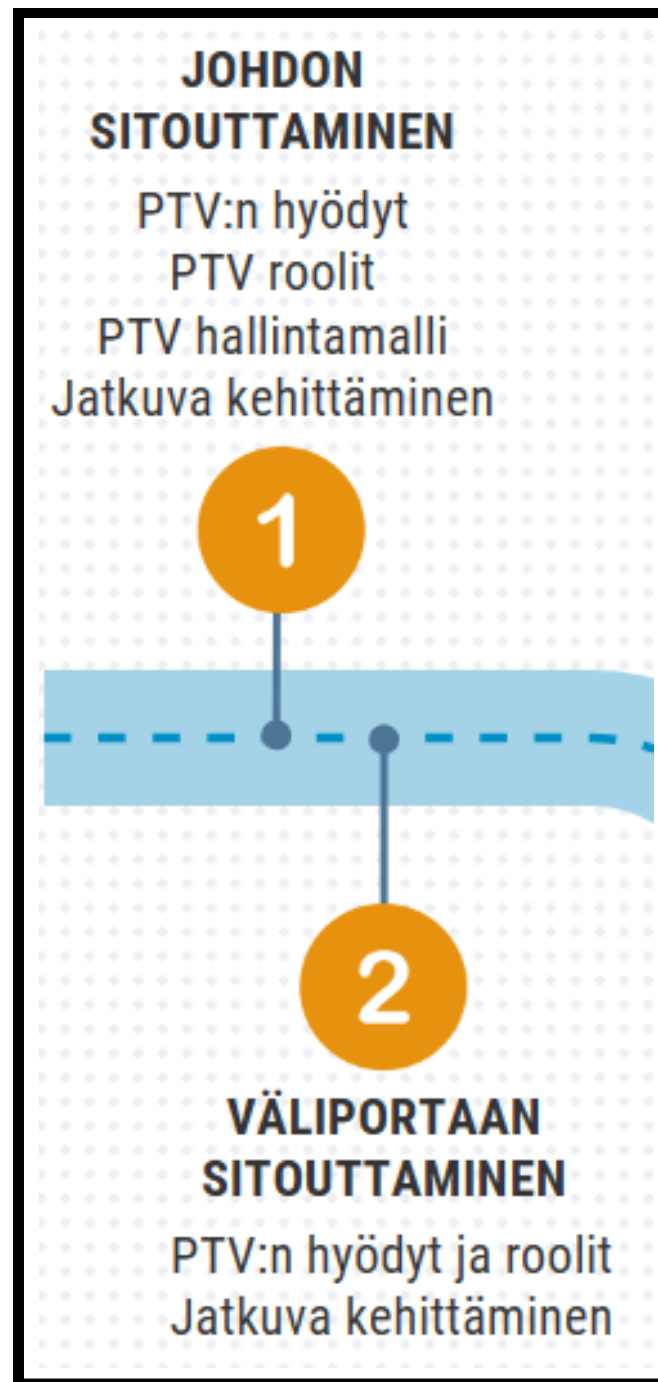 JOHDON
SITOUTTAMINEN
PTV:n hyödyt
PTV roolit
PTV hallintamalli
Jatkuva kehittäminen
1
2
VÄLIPORTAAN
SITOUTTAMINEN
PTV:n hyödyt ja roolit
Jatkuva kehittäminen